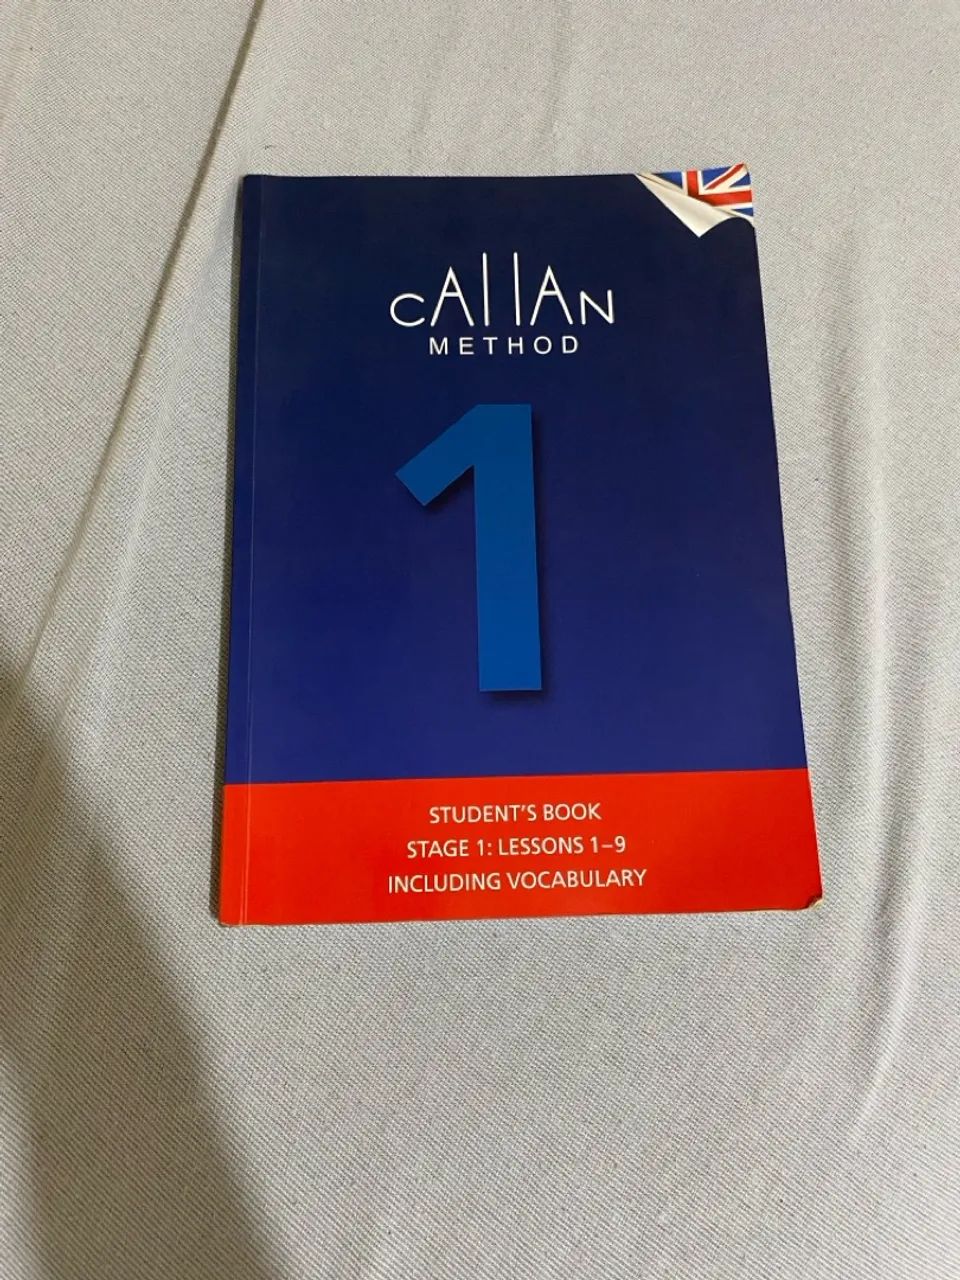 CALLAN
METHOD
1
STUDENT'S BOOK
STAGE 1: LESSONS 1–9
INCLUDING VOCABULARY